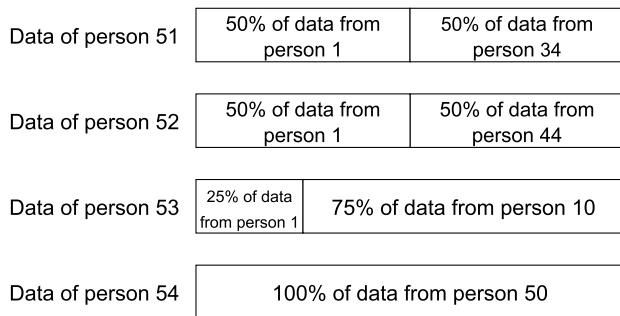 Data of person 51
50% of data from
person 1
50% of data from
person 34
Data of person 52
50% of data from
person 1
50% of data from
person 44
Data of person 53
25% of data
from person 1
75% of data from person 10
Data of person 54
100% of data from person 50